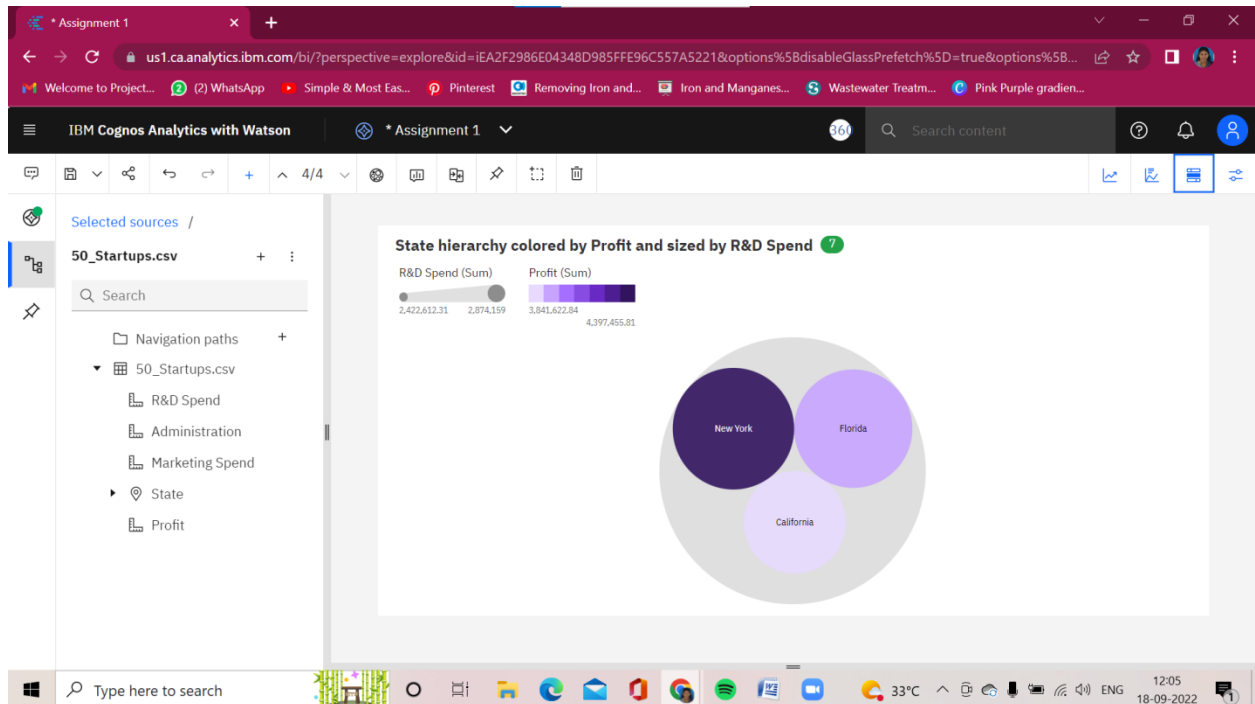 * Assignment 1
us1.ca.analytics.ibm.com/bi/?perspective=explore&id=iEA2F2986E04348D985FFE96C557A5221&options%5BdisableGlassPrefetch%5D=true&options%5B...
Welcome to Project... (2) WhatsApp Simple & Most Eas... Pinterest Removing Iron and... Iron and Manganes... Wastewater Treatm... Pink Purple gradien...
IBM Cognos Analytics with Watson * Assignment 1 360 Search content
4/4
Selected sources /
50_Startups.csv
Search
Navigation paths
50_Startups.csv
R&D Spend
Administration
Marketing Spend
State
Profit
State hierarchy colored by Profit and sized by R&D Spend 7
R&D Spend (Sum) Profit (Sum)
2,422,612.31 2,874,159 3,841,622.84
4,397,455.81
New York Florida
California
Type here to search 33°C ENG 12:05
18-09-2022 1